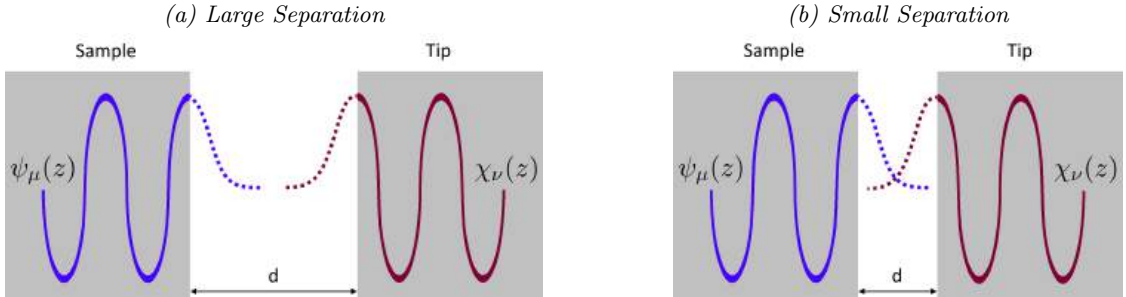 (a) Large Separation
Sample Tip
ψ_μ(z) χ_ν(z)
d
(b) Small Separation
Sample Tip
ψ_μ(z) χ_ν(z)
d